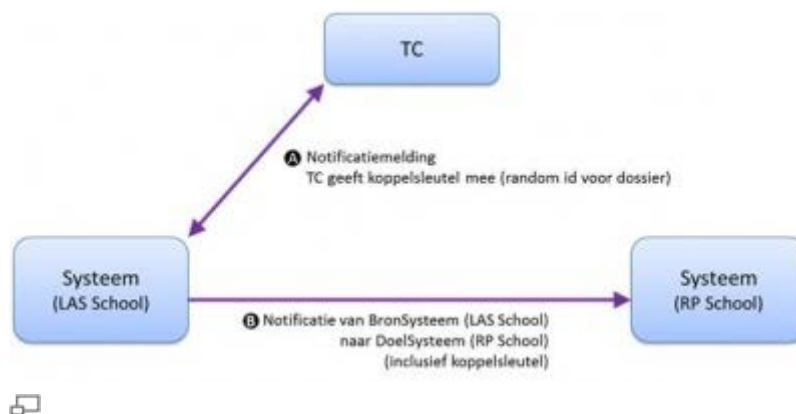 TC
A Notificatiemelding
TC geeft koppelsleutel mee (random id voor dossier)
Systeem
(LAS School)
Systeem
(RP School)
B Notificatie van BronSysteem (LAS School)
naar DoelSysteem (RP School)
(inclusief koppelsleutel)